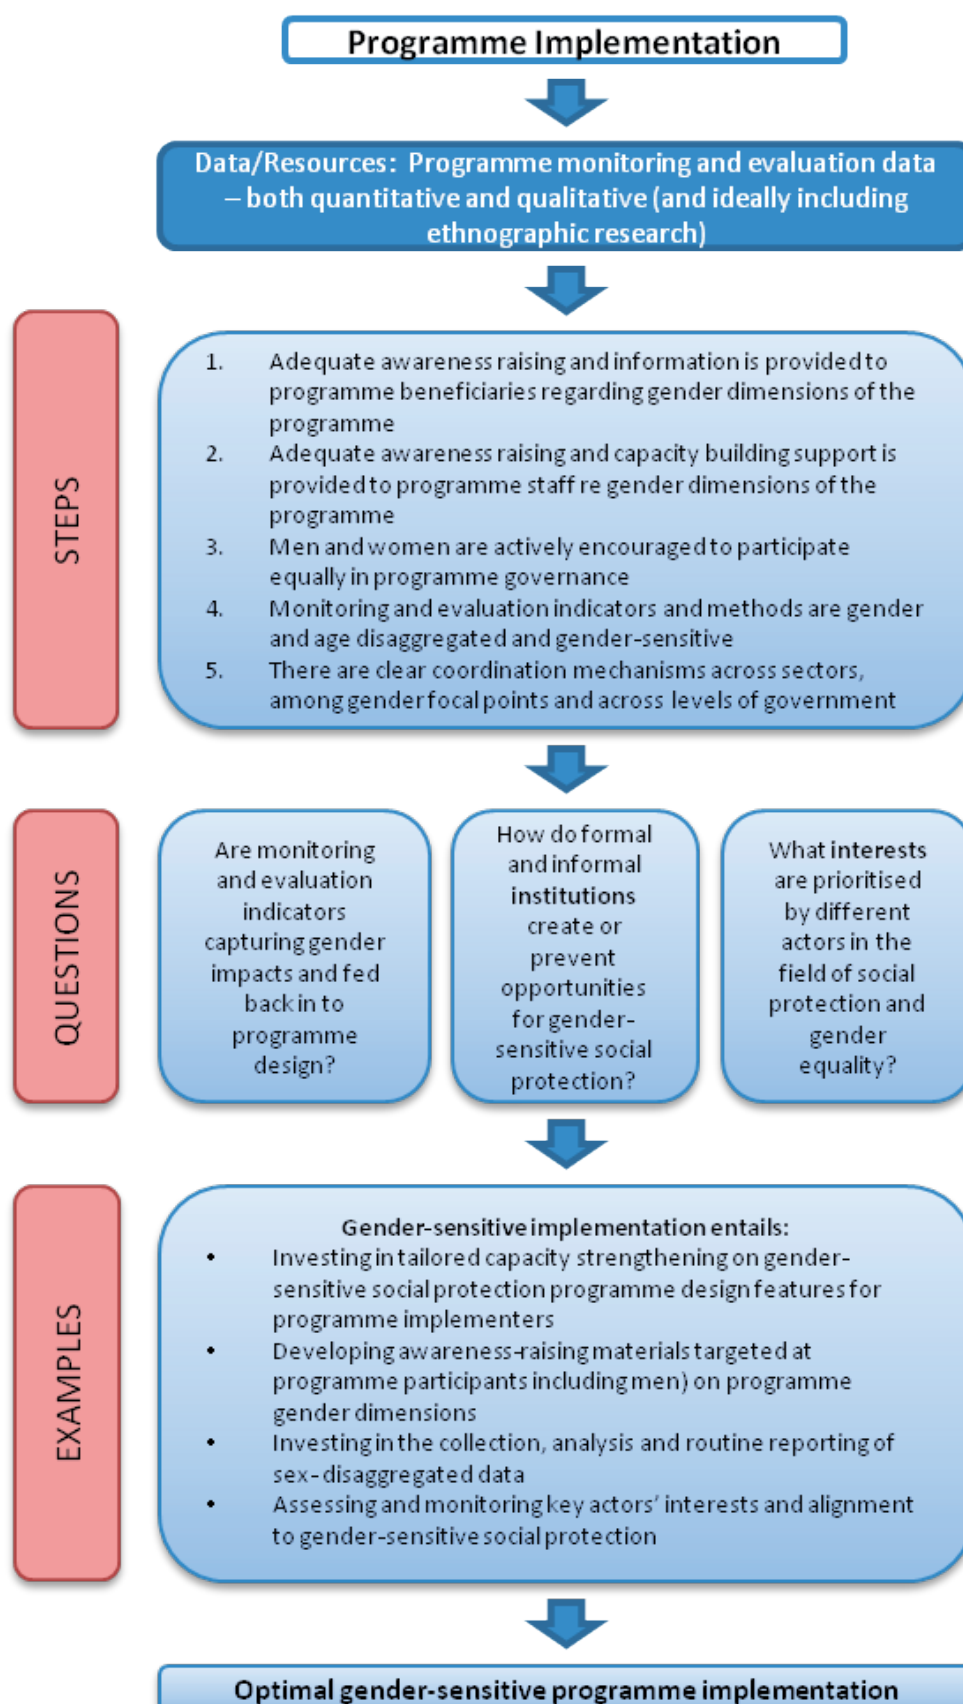 Programme Implementation
Data/Resources: Programme monitoring and evaluation data
– both quantitative and qualitative (and ideally including
ethnographic research)
STEPS
1. Adequate awareness raising and information is provided to
programme beneficiaries regarding gender dimensions of the
programme
2. Adequate awareness raising and capacity building support is
provided to programme staff re gender dimensions of the
programme
3. Men and women are actively encouraged to participate
equally in programme governance
4. Monitoring and evaluation indicators and methods are gender
and age disaggregated and gender-sensitive
5. There are clear coordination mechanisms across sectors,
among gender focal points and across levels of government
QUESTIONS
Are monitoring
and evaluation
indicators
capturing gender
impacts and fed
back in to
programme
design?
How do formal
and informal
institutions
create or
prevent
opportunities
for gender-
sensitive social
protection?
What interests
are prioritised
by different
actors in the
field of social
protection and
gender
equality?
EXAMPLES
Gender-sensitive implementation entails:
• Investing in tailored capacity strengthening on gender-
sensitive social protection programme design features for
programme implementers
• Developing awareness-raising materials targeted at
programme participants including men) on programme
gender dimensions
• Investing in the collection, analysis and routine reporting of
sex-disaggregated data
• Assessing and monitoring key actors’ interests and alignment
to gender-sensitive social protection
Optimal gender-sensitive programme implementation